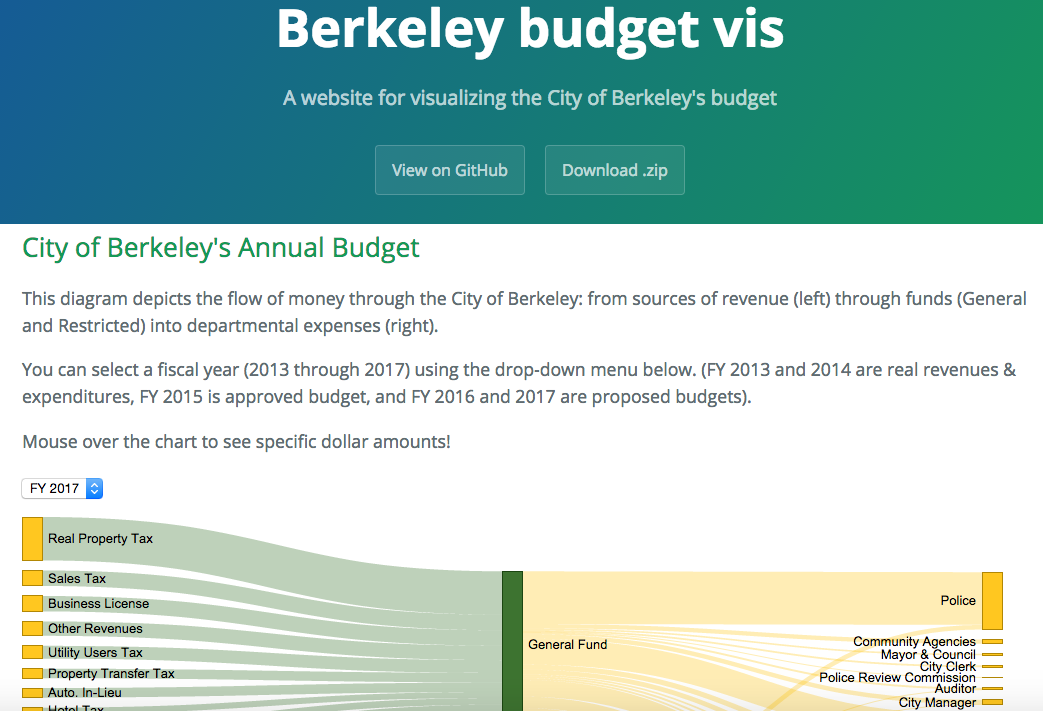 Berkeley budget vis
A website for visualizing the City of Berkeley's budget
View on GitHub
Download .zip
City of Berkeley's Annual Budget
This diagram depicts the flow of money through the City of Berkeley: from sources of revenue (left) through funds (General
and Restricted) into departmental expenses (right).
You can select a fiscal year (2013 through 2017) using the drop-down menu below. (FY 2013 and 2014 are real revenues &
expenditures, FY 2015 is approved budget, and FY 2016 and 2017 are proposed budgets).
Mouse over the chart to see specific dollar amounts!
FY 2017
Real Property Tax
Sales Tax
Business License
Other Revenues
Utility Users Tax
Property Transfer Tax
Auto. In-Lieu
Hotel Tax
General Fund
Police
Community Agencies
Mayor & Council
City Clerk
Police Review Commission
Auditor
City Manager